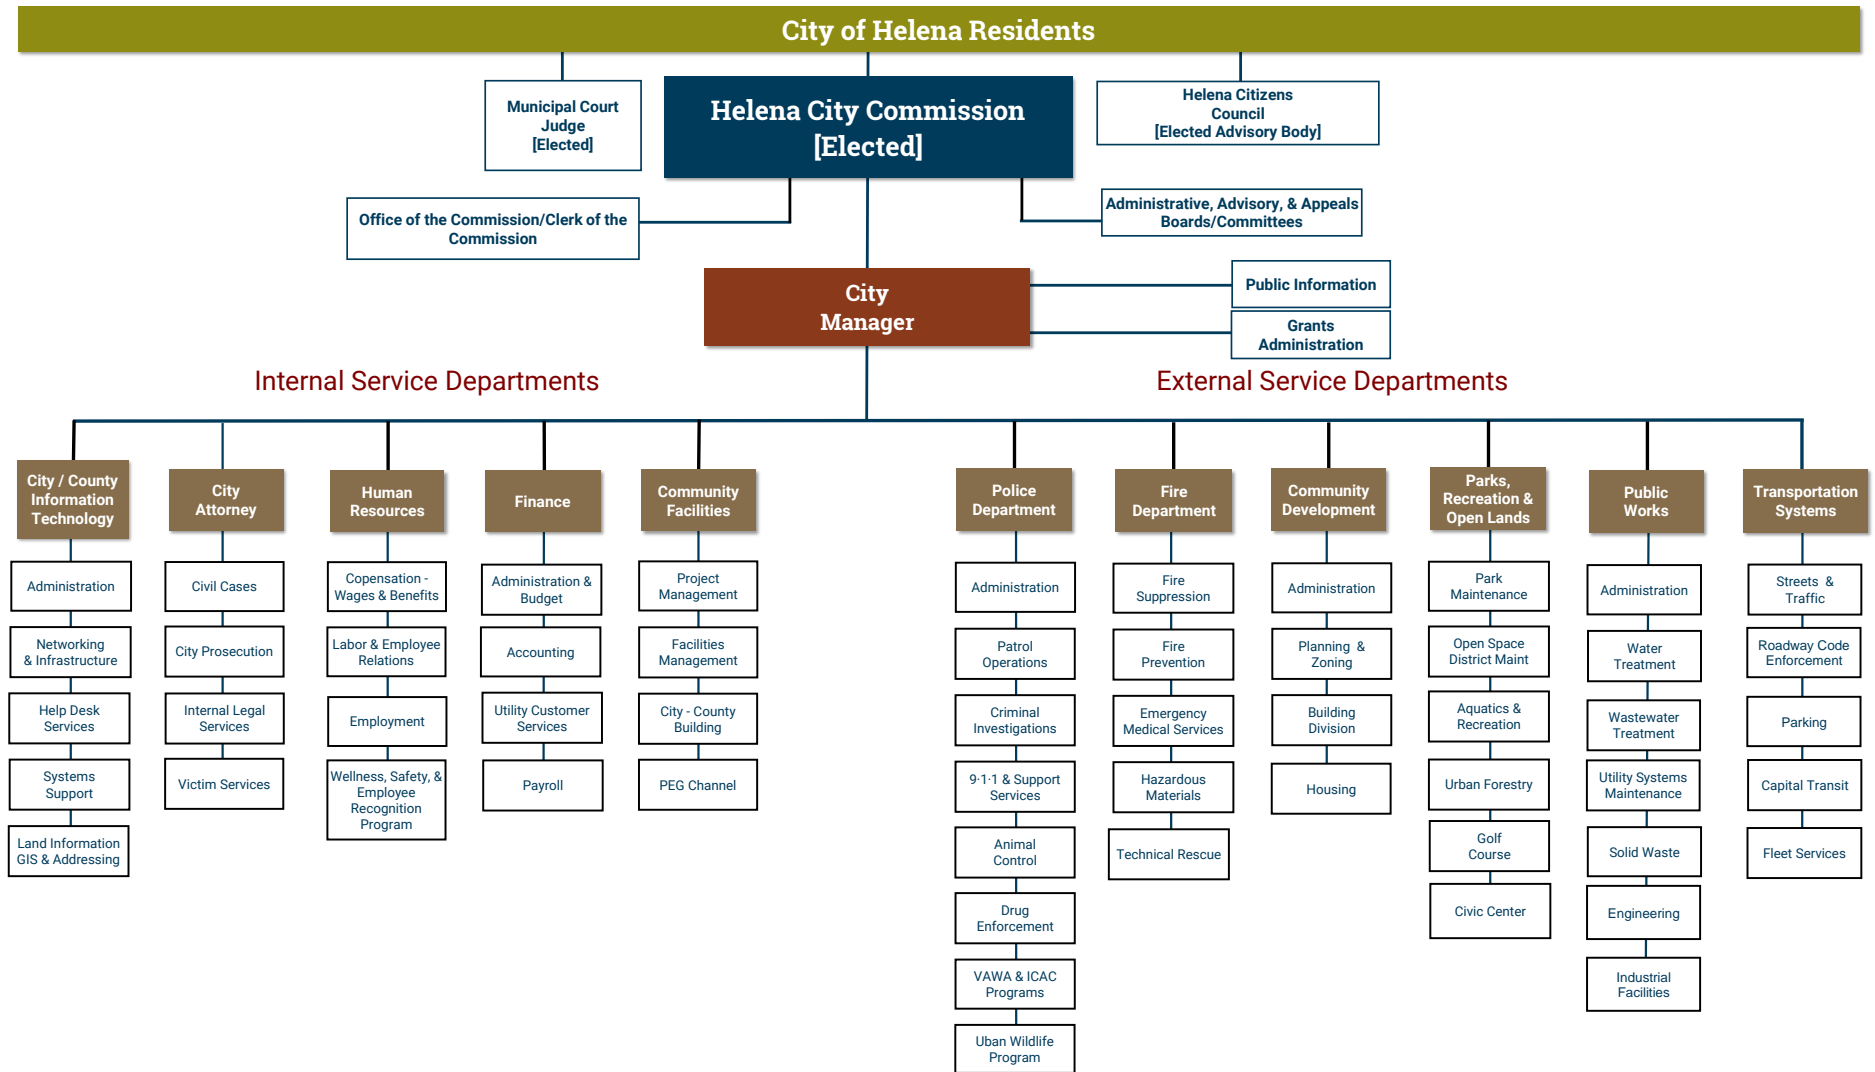 City of Helena Residents
Municipal Court
Judge
[Elected]
Helena City Commission
[Elected]
Helena Citizens
Council
[Elected Advisory Body]
Office of the Commission/Clerk of the
Commission
Administrative, Advisory, & Appeals
Boards/Committees
City
Manager
Public Information
Grants
Administration
Internal Service Departments
External Service Departments
City / County
Information
Technology
Administration
Networking
& Infrastructure
Help Desk
Services
Systems
Support
Land Information
GIS & Addressing
City
Attorney
Civil Cases
City Prosecution
Internal Legal
Services
Victim Services
Human
Resources
Copensation -
Wages & Benefits
Labor & Employee
Relations
Employment
Wellness, Safety, &
Employee
Recognition
Program
Finance
Administration &
Budget
Accounting
Utility Customer
Services
Payroll
Community
Facilities
Project
Management
Facilities
Management
City - County
Building
PEG Channel
Police
Department
Administration
Patrol
Operations
Criminal
Investigations
9-1-1 & Support
Services
Animal
Control
Drug
Enforcement
VAWA & ICAC
Programs
Uban Wildlife
Program
Fire
Department
Fire
Suppression
Fire
Prevention
Emergency
Medical Services
Hazardous
Materials
Technical Rescue
Community
Development
Administration
Planning &
Zoning
Building
Division
Housing
Parks,
Recreation &
Open Lands
Park
Maintenance
Open Space
District Maint
Aquatics &
Recreation
Urban Forestry
Golf
Course
Civic Center
Public
Works
Administration
Water
Treatment
Wastewater
Treatment
Utility Systems
Maintenance
Solid Waste
Engineering
Industrial
Facilities
Transportation
Systems
Streets &
Traffic
Roadway Code
Enforcement
Parking
Capital Transit
Fleet Services